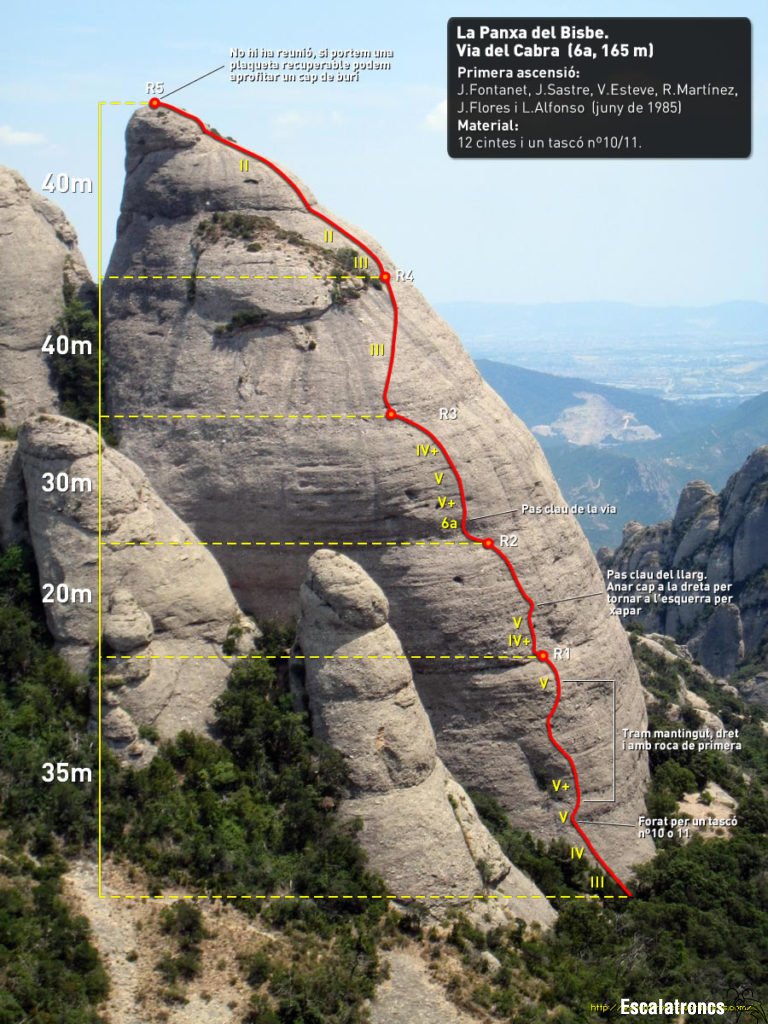 La Panxa del Bisbe.
Via del Cabra (6a, 165 m)
Primera ascensió:
J.Fontanet, J.Sastre, V.Esteve, R.Martínez,
J.Flores i L.Alfonso (juny de 1985)
Material:
12 cintes i un tascó nº10/11.
No hi ha reunió, si portem una
plaqueta recuperable podem
aprofitar un cap de burí
R5
40m
II
II
III
R4
40m
III
R3
30m
IV+
V
V+
6a
Pas clau de la via
R2
20m
Pas clau del llarg.
Anar cap a la dreta per
tornar a l'esquerra per
xapar
V
IV+
R1
V
Tram mantingut, dret
i amb roca de primera
35m
V+
V
Forat per un tascó
nº10 o 11
IV
III
Escalatroncs